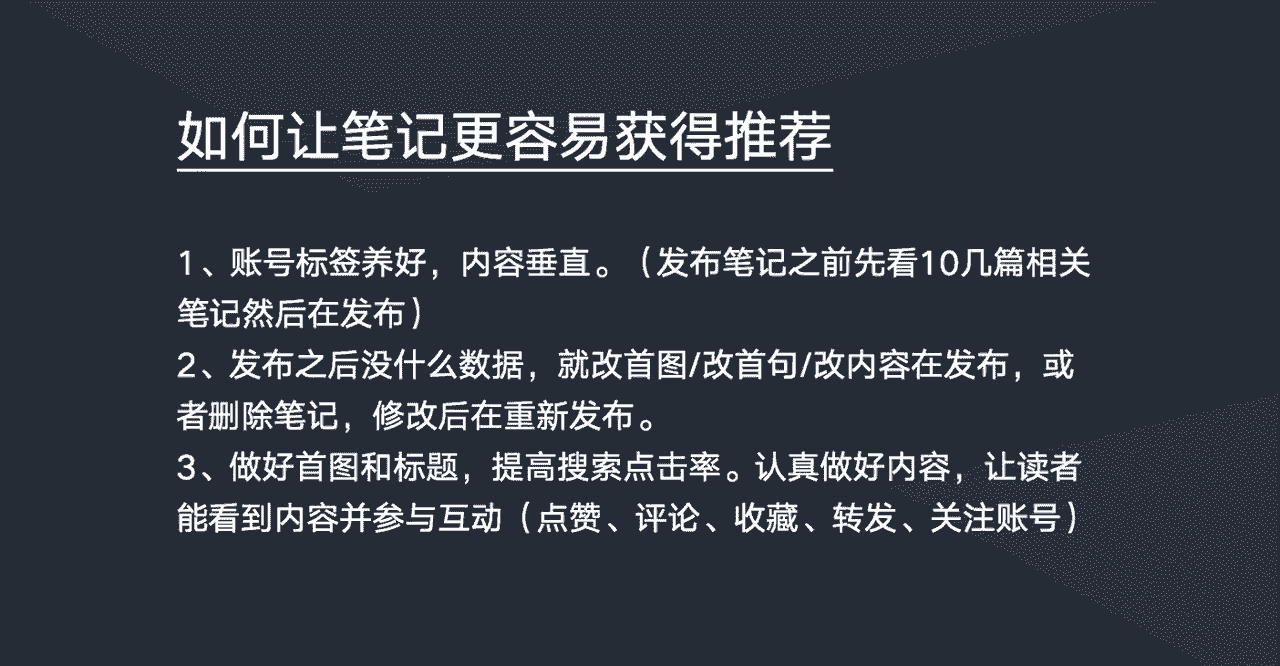 如何让笔记更容易获得推荐
1、账号标签养好，内容垂直。（发布笔记之前先看10几篇相关
笔记然后在发布）
2、发布之后没什么数据，就改首图/改首句/改内容在发布，或
者删除笔记，修改后在重新发布。
3、做好首图和标题，提高搜索点击率。认真做好内容，让读者
能看到内容并参与互动（点赞、评论、收藏、转发、关注账号）